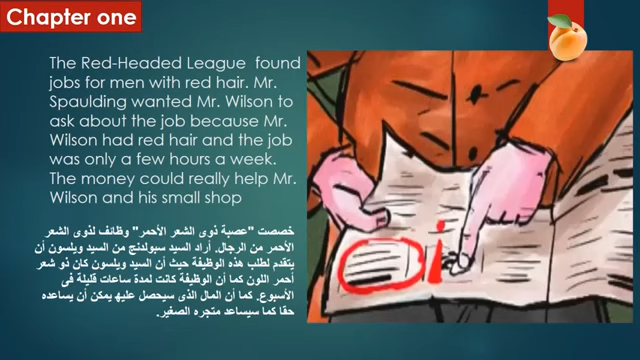 Chapter one
The Red-Headed League found
jobs for men with red hair. Mr.
Spaulding wanted Mr. Wilson to
ask about the job because Mr.
Wilson had red hair and the job
was only a few hours a week.
The money could really help Mr.
Wilson and his small shop
خصصت "عصبة ذوى الشعر الأحمر" وظائف لذوى الشعر
الأحمر من الرجال. أراد السيد سبولدنج من السيد ويلسون أن
يتقدم لطلب هذه الوظيفة حيث أن السيد ويلسون كان ذو شعر
أحمر اللون كما أن الوظيفة كانت لمدة ساعات قليلة فى
الأسبوع. كما أن المال الذى سيحصل عليه يمكن أن يساعده
حقا كما سيساعد متجره الصغير.